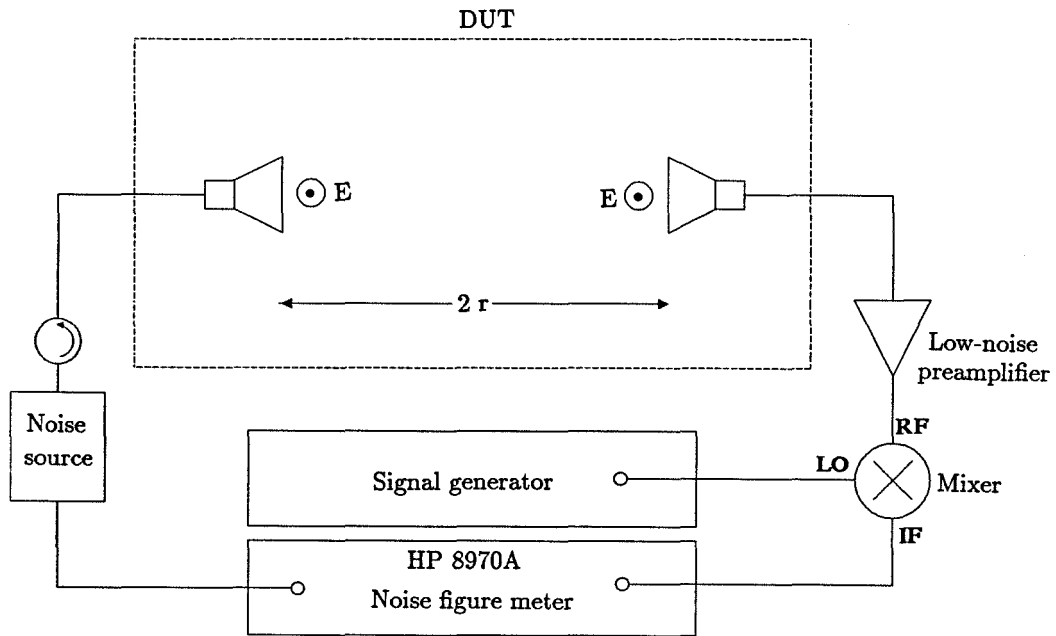 DUT
E
E
2 r
Low-noise
preamplifier
Noise
source
RF
LO
Mixer
Signal generator
IF
HP 8970A
Noise figure meter